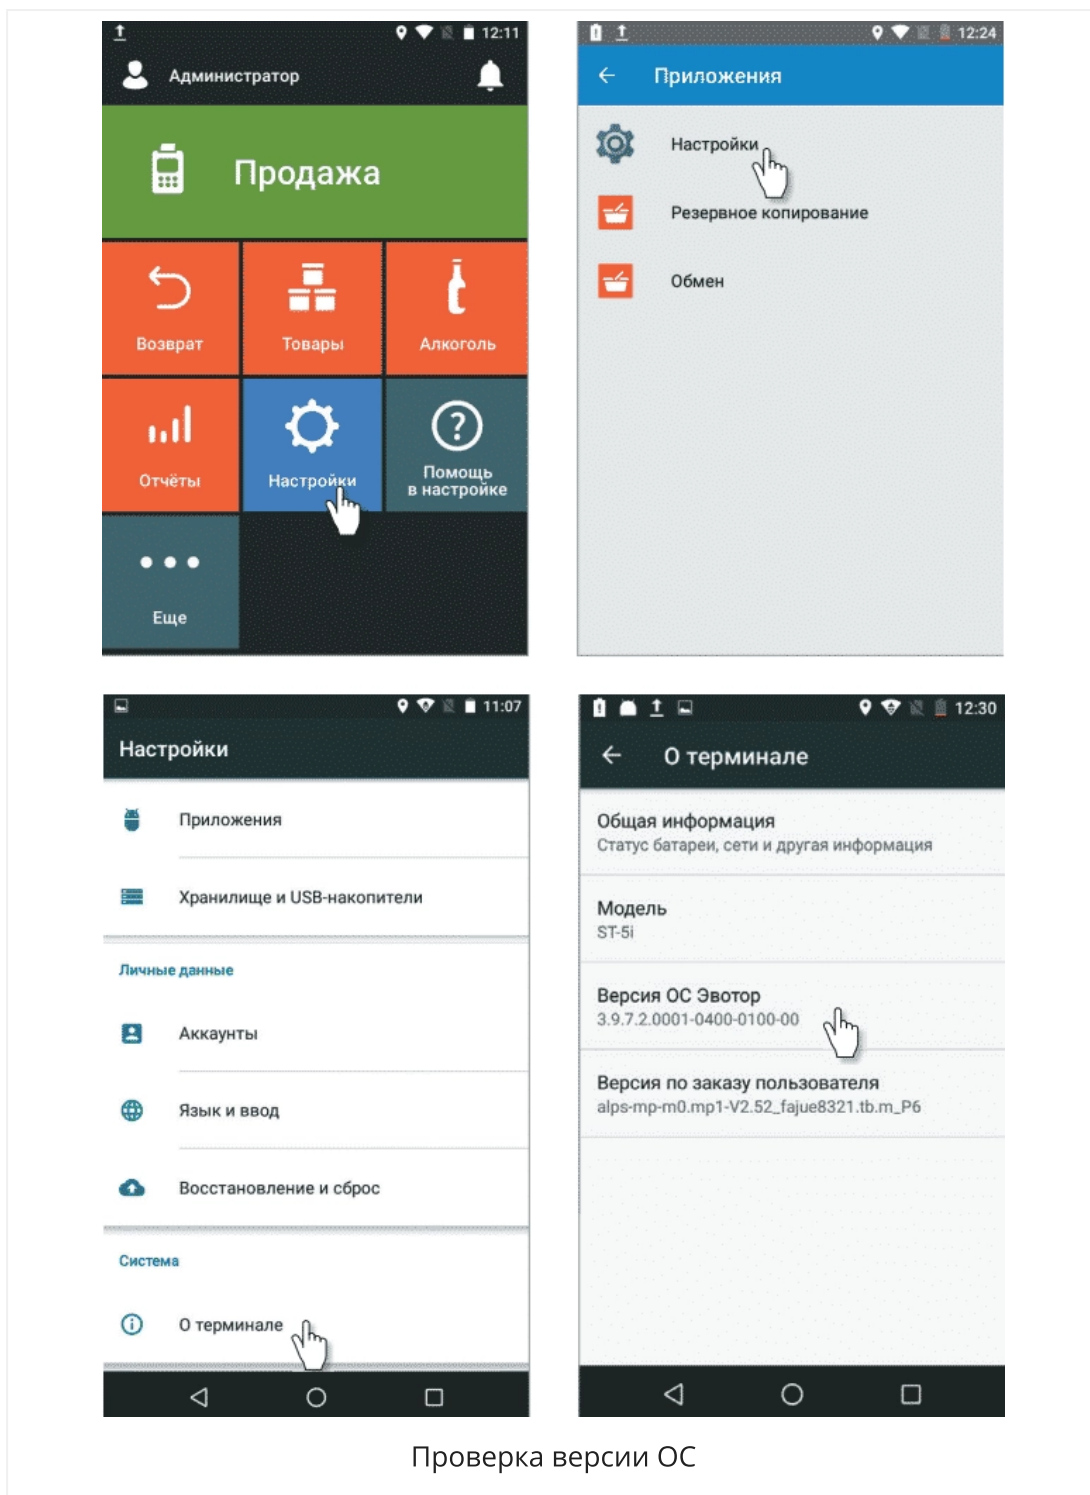 12:11
Администратор
Продажа
Возврат
Товары
Алкоголь
Отчёты
Настройки
Помощь
в настройке
Еще
12:24
Приложения
Настройки
Резервное копирование
Обмен
11:07
Настройки
Приложения
Хранилище и USB-накопители
Личные данные
Аккаунты
Язык и ввод
Восстановление и сброс
Система
О терминале
12:30
О терминале
Общая информация
Статус батареи, сети и другая информация
Модель
ST-5i
Версия ОС Эвотор
3.9.7.2.0001-0400-0100-00
Версия по заказу пользователя
alps-mp-m0.mp1-V2.52_fajue8321.tb.m_P6
Проверка версии ОС